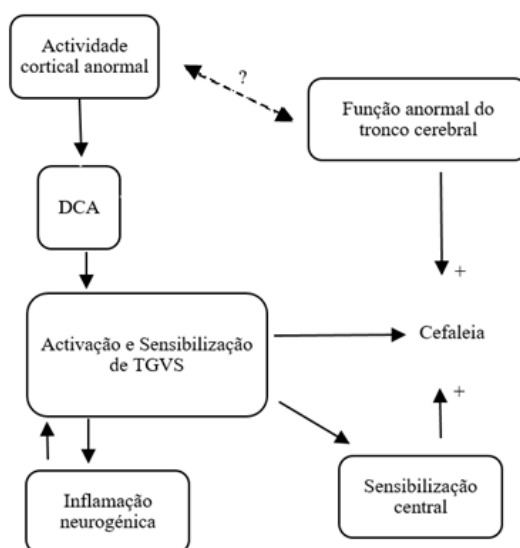 Actividade
cortical anormal
?
Função anormal do
tronco cerebral
DCA
+
Activação e Sensibilização
de TGVS
Cefaleia
+
Inflamação
neurogénica
Sensibilização
central